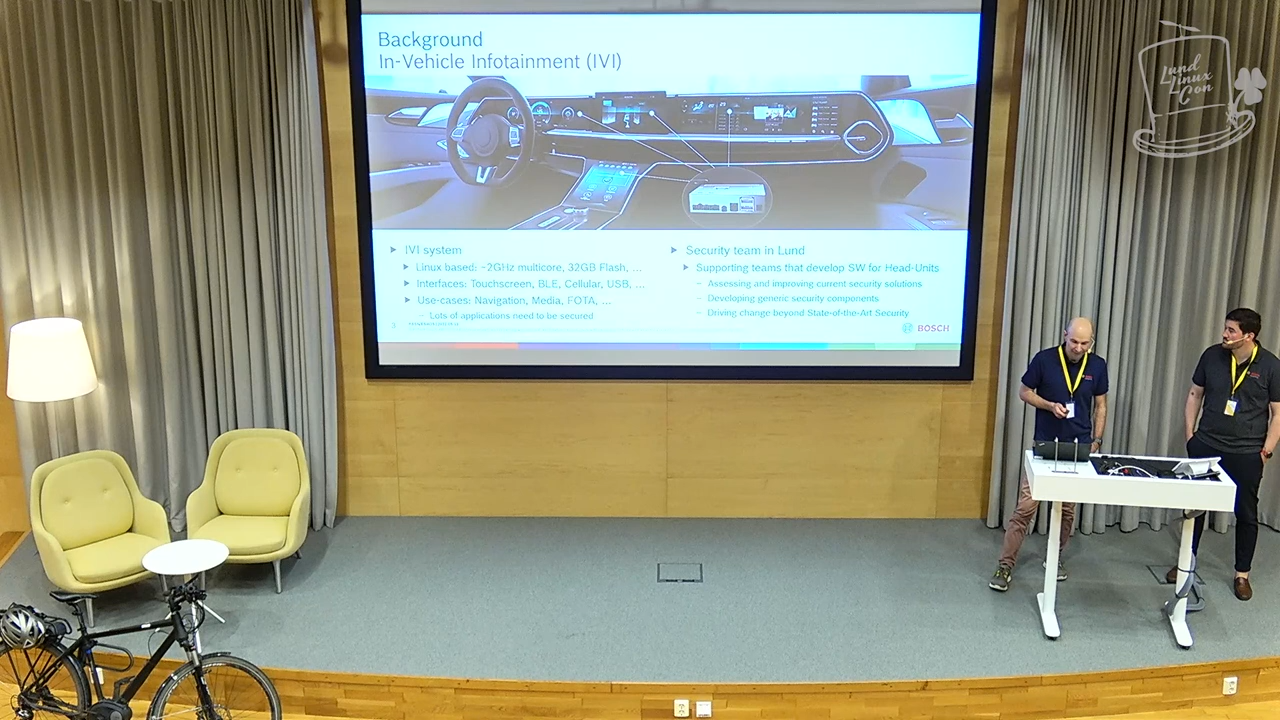 Background
In-Vehicle Infotainment (IVI)
IVI system
Linux based: ~2GHz multicore, 32GB Flash, ...
Interfaces: Touchscreen, BLE, Cellular, USB, ...
Use-cases: Navigation, Media, FOTA, ...
– Lots of applications need to be secured
Security team in Lund
Supporting teams that develop SW for Head-Units
– Assessing and improving current security solutions
– Developing generic security components
– Driving change beyond State-of-the-Art Security
3
BOSCH
Lund
Linux
Con